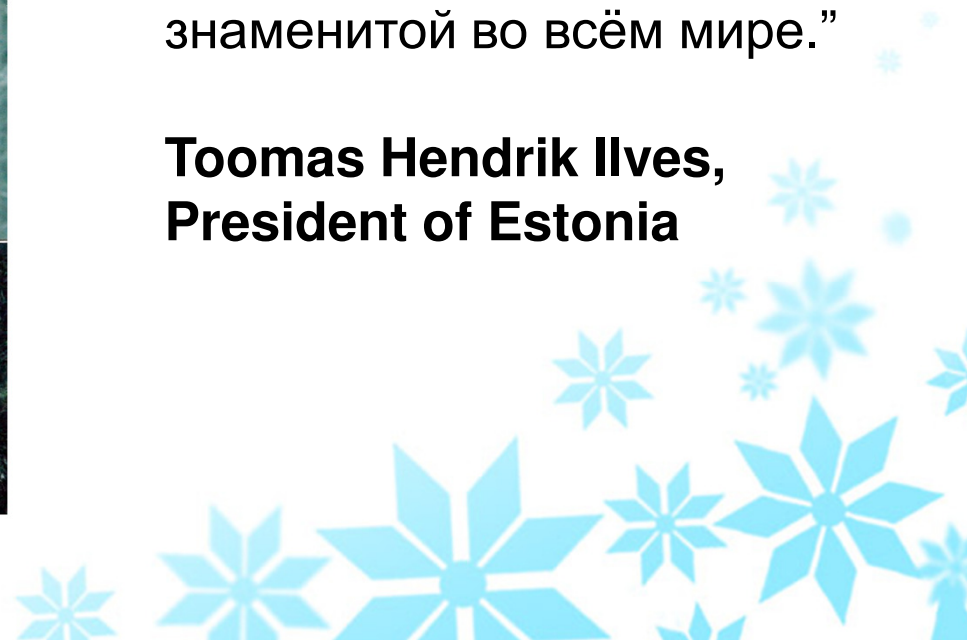 знаменитой во всём мире.”
Toomas Hendrik Ilves,
President of Estonia